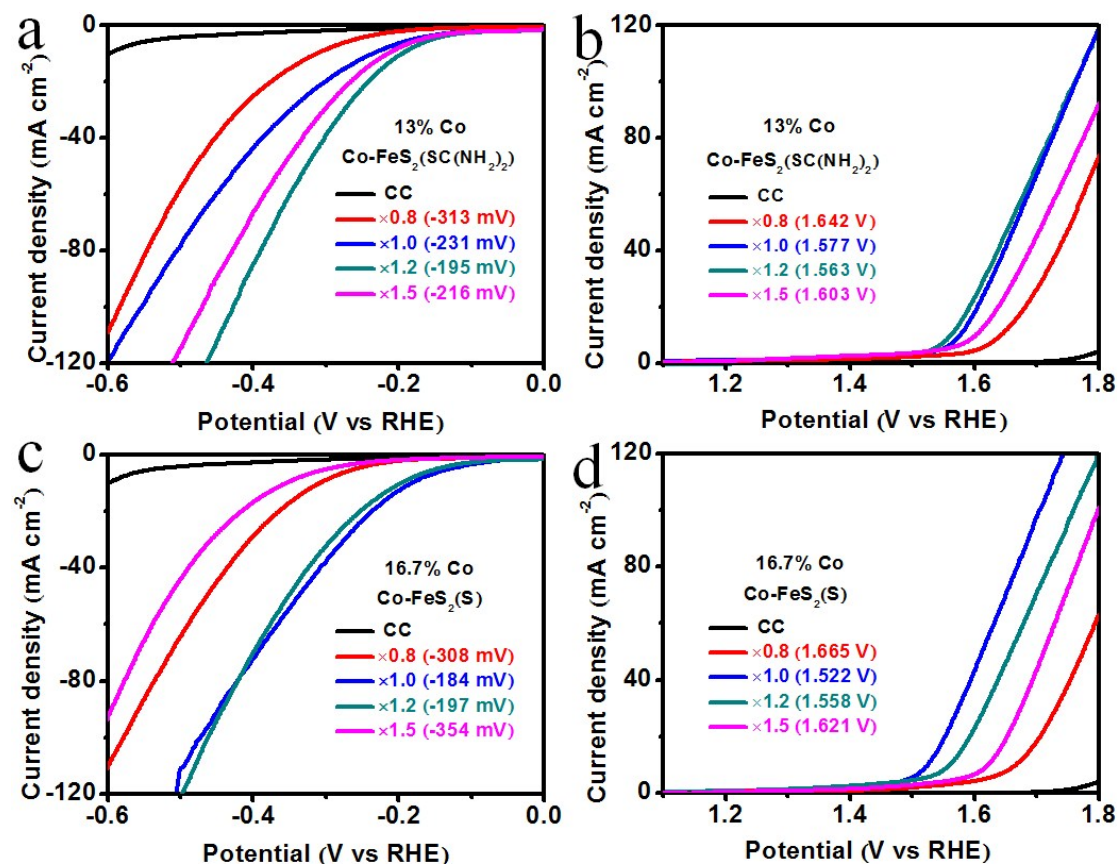 a
0
-40
-80
-120
Current density (mA cm⁻²)
13% Co
Co-FeS₂(SC(NH₂)₂)
CC
×0.8 (-313 mV)
×1.0 (-231 mV)
×1.2 (-195 mV)
×1.5 (-216 mV)
-0.6 -0.4 -0.2 0.0
Potential (V vs RHE)
b
120
80
40
0
Current density (mA cm⁻²)
13% Co
Co-FeS₂(SC(NH₂)₂)
CC
×0.8 (1.642 V)
×1.0 (1.577 V)
×1.2 (1.563 V)
×1.5 (1.603 V)
1.2 1.4 1.6 1.8
Potential (V vs RHE)
c
0
-40
-80
-120
Current density (mA cm⁻²)
16.7% Co
Co-FeS₂(S)
CC
×0.8 (-308 mV)
×1.0 (-184 mV)
×1.2 (-197 mV)
×1.5 (-354 mV)
-0.6 -0.4 -0.2 0.0
Potential (V vs RHE)
d
120
80
40
0
Current density (mA cm⁻²)
16.7% Co
Co-FeS₂(S)
CC
×0.8 (1.665 V)
×1.0 (1.522 V)
×1.2 (1.558 V)
×1.5 (1.621 V)
1.2 1.4 1.6 1.8
Potential (V vs RHE)